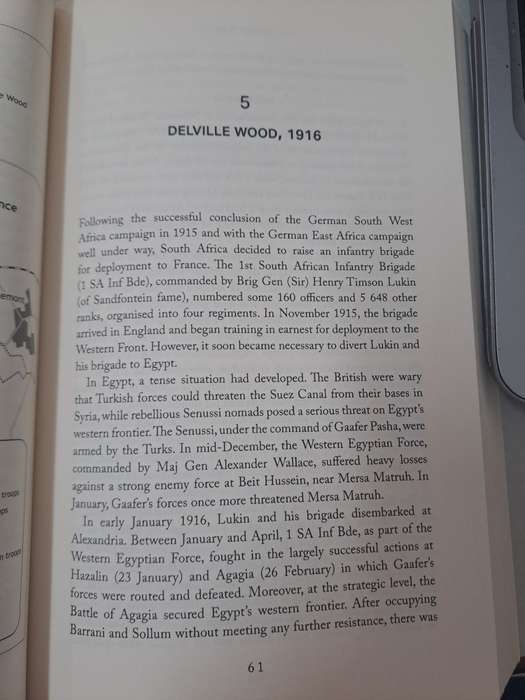 Wood
nce
emont
troops
ps
n troops
5
DELVILLE WOOD, 1916
Following the successful conclusion of the German South West
Africa campaign in 1915 and with the German East Africa campaign
well under way, South Africa decided to raise an infantry brigade
for deployment to France. The 1st South African Infantry Brigade
(1 SA Inf Bde), commanded by Brig Gen (Sir) Henry Timson Lukin
(of Sandfontein fame), numbered some 160 officers and 5 648 other
ranks, organised into four regiments. In November 1915, the brigade
arrived in England and began training in earnest for deployment to the
Western Front. However, it soon became necessary to divert Lukin and
his brigade to Egypt.
In Egypt, a tense situation had developed. The British were wary
that Turkish forces could threaten the Suez Canal from their bases in
Syria, while rebellious Senussi nomads posed a serious threat on Egypt's
western frontier. The Senussi, under the command of Gaafer Pasha, were
armed by the Turks. In mid-December, the Western Egyptian Force,
commanded by Maj Gen Alexander Wallace, suffered heavy losses
against a strong enemy force at Beit Hussein, near Mersa Matruh. In
January, Gaafer's forces once more threatened Mersa Matruh.
In early January 1916, Lukin and his brigade disembarked at
Alexandria. Between January and April, 1 SA Inf Bde, as part of the
Western Egyptian Force, fought in the largely successful actions at
Hazalin (23 January) and Agagia (26 February) in which Gaafer's
forces were routed and defeated. Moreover, at the strategic level, the
Battle of Agagia secured Egypt's western frontier. After occupying
Barrani and Sollum without meeting any further resistance, there was
61